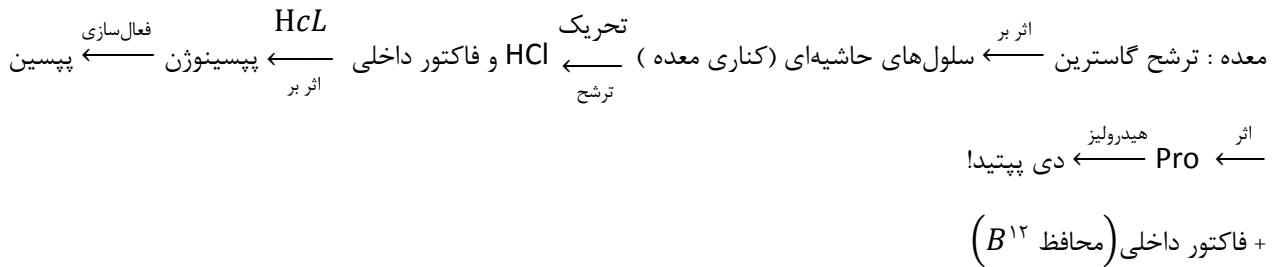 معده : ترشح گاسترین ⟵ اثر بر سلول‌های حاشیه‌ای (کناری معده ) ⟵ تحریک ترشح HCl و فاکتور داخلی ⟵ HcL اثر بر پپسینوژن ⟵ فعال‌سازی پپسین
⟵ اثر Pro ⟵ هیدرولیز دی پپتید!
+ فاکتور داخلی(محافظ B^۱۲)